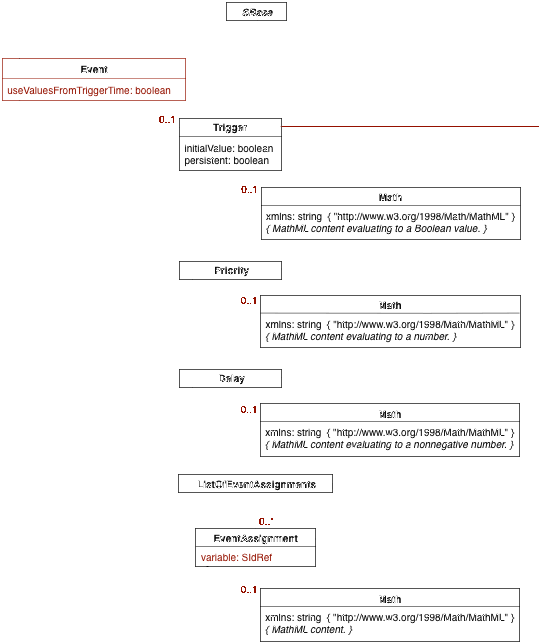 SBase
Event
useValuesFromTriggerTime: boolean
0..1
Trigger
initialValue: boolean
persistent: boolean
0..1
Math
xmlns: string { "http://www.w3.org/1998/Math/MathML" }
{ MathML content evaluating to a Boolean value. }
Priority
0..1
Math
xmlns: string { "http://www.w3.org/1998/Math/MathML" }
{ MathML content evaluating to a number. }
Delay
0..1
Math
xmlns: string { "http://www.w3.org/1998/Math/MathML" }
{ MathML content evaluating to a nonnegative number. }
ListOfEventAssignments
0..*
EventAssignment
variable: SIdRef
0..1
Math
xmlns: string { "http://www.w3.org/1998/Math/MathML" }
{ MathML content. }